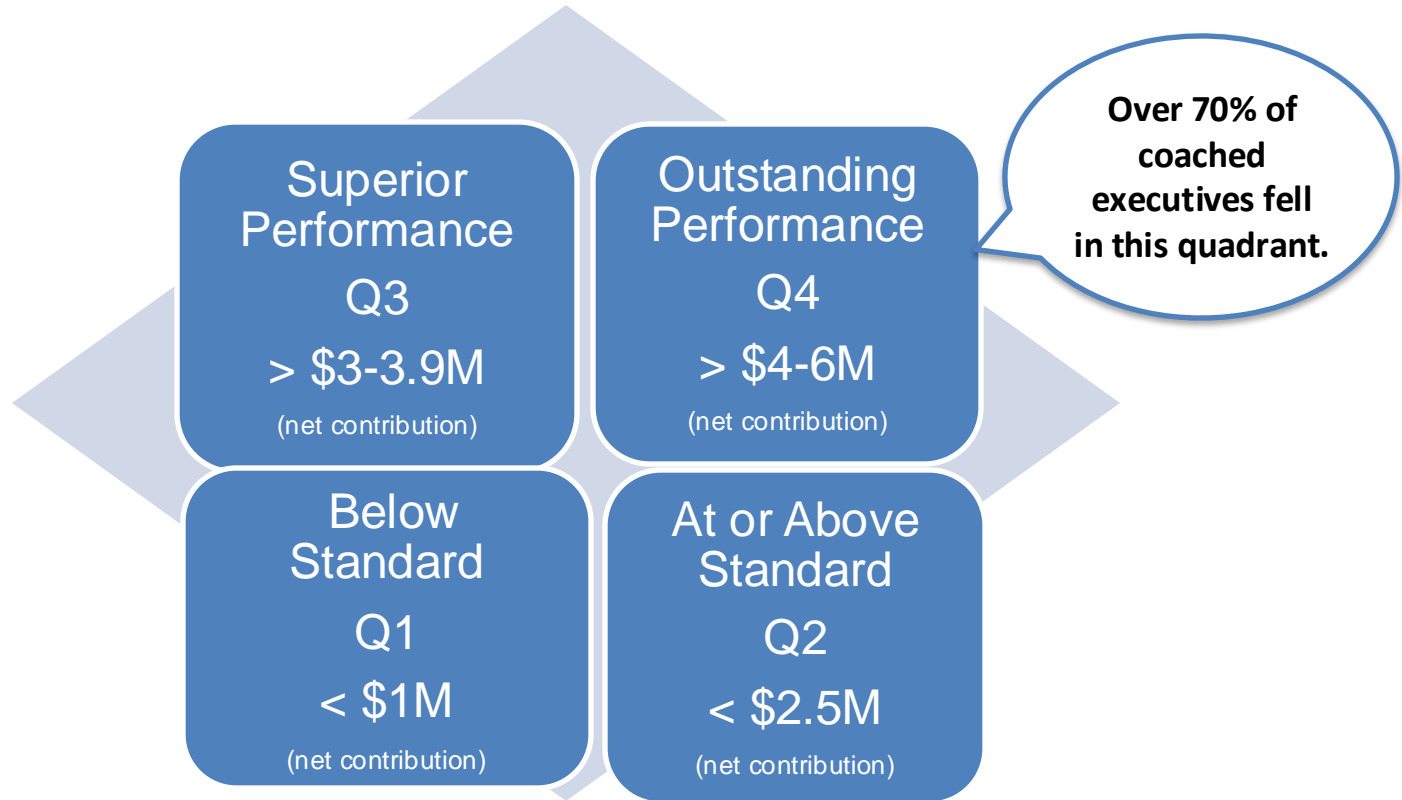 Superior
Performance
Q3
> $3-3.9M
(net contribution)
Outstanding
Performance
Q4
> $4-6M
(net contribution)
Over 70% of
coached
executives fell
in this quadrant.
Below
Standard
Q1
< $1M
(net contribution)
At or Above
Standard
Q2
< $2.5M
(net contribution)